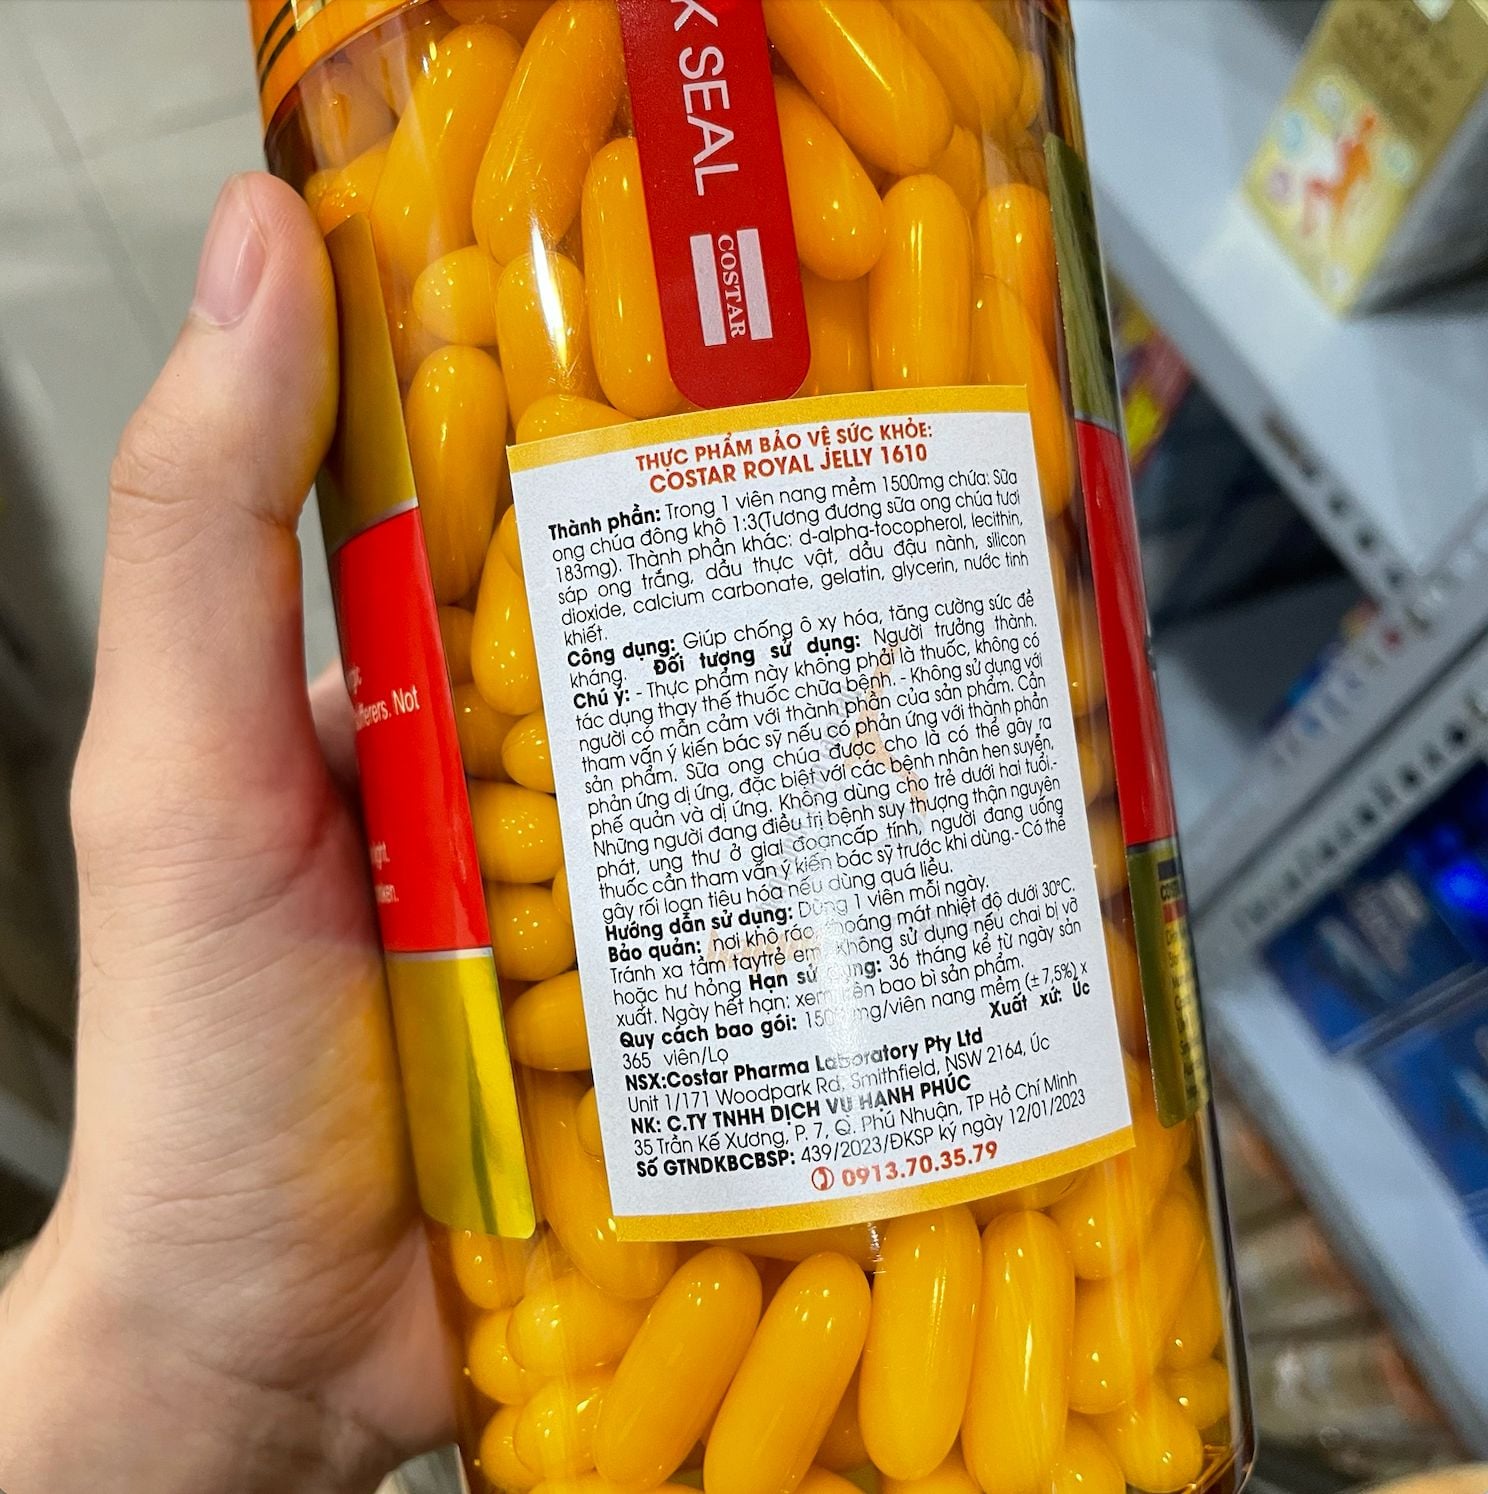 K SEAL
COSTAR
THỰC PHẨM BẢO VỆ SỨC KHỎE:
COSTAR ROYAL JELLY 1610
Thành phần: Trong 1 viên nang mềm 1500mg chứa: Sữa
ong chúa đông khô 1:3(Tương đương sữa ong chúa tươi
183mg). Thành phần khác: d-alpha-tocopherol, lecithin,
sáp ong trắng, dầu thực vật, dầu đậu nành, silicon
dioxide, calcium carbonate, gelatin, glycerin, nước tinh
khiết.
Công dụng: Giúp chống ô xy hóa, tăng cường sức đề
kháng. Đối tượng sử dụng: Người trưởng thành.
Chú ý: - Thực phẩm này không phải là thuốc, không có
tác dụng thay thế thuốc chữa bệnh. - Không sử dụng với
người có mẫn cảm với thành phần của sản phẩm. Cần
tham vấn ý kiến bác sỹ nếu có phản ứng với thành phần
sản phẩm. Sữa ong chúa được cho là có thể gây ra
phản ứng dị ứng, đặc biệt với các bệnh nhân hen suyễn,
phế quản và dị ứng. Không dùng cho trẻ dưới hai tuổi.-
Những người đang điều trị bệnh suy thượng thận nguyên
phát, ung thư ở giai đoạncấp tính, người đang uống
thuốc cần tham vấn ý kiến bác sỹ trước khi dùng.- Có thể
gây rối loạn tiêu hóa nếu dùng quá liều.
Hướng dẫn sử dụng: Dùng 1 viên mỗi ngày.
Bảo quản: nơi khô ráo, thoáng mát nhiệt độ dưới 30°C.
Tránh xa tầm taytrẻ em. Không sử dụng nếu chai bị vỡ
hoặc hư hỏng Hạn sử dụng: 36 tháng kể từ ngày sản
xuất. Ngày hết hạn: xem trên bao bì sản phẩm.
Quy cách bao gói: 1500mg/viên nang mềm (±7,5%) x
365 viên/Lọ Xuất xứ: Úc
NSX:Costar Pharma Laboratory Pty Ltd
Unit 1/171 Woodpark Rd, Smithfield, NSW 2164, Úc
NK: C.TY TNHH DỊCH VỤ HẠNH PHÚC
35 Trần Kế Xương, P. 7, Q. Phú Nhuận, TP Hồ Chí Minh
Số GTNDKBCBSP: 439/2023/ĐKSP ký ngày 12/01/2023
0913.70.35.79
fferers. Not